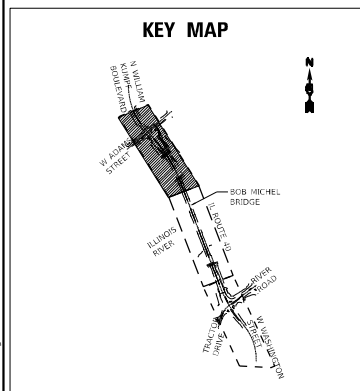 KEY MAP
N
N WILLIAM
KUMPF
BOULEVARD
W ADAMS
STREET
BOB MICHEL
BRIDGE
IL ROUTE 40
ILLINOIS
RIVER
RIVER
ROAD
TRACTOR
DRIVE
W WASHINGTON
STREET